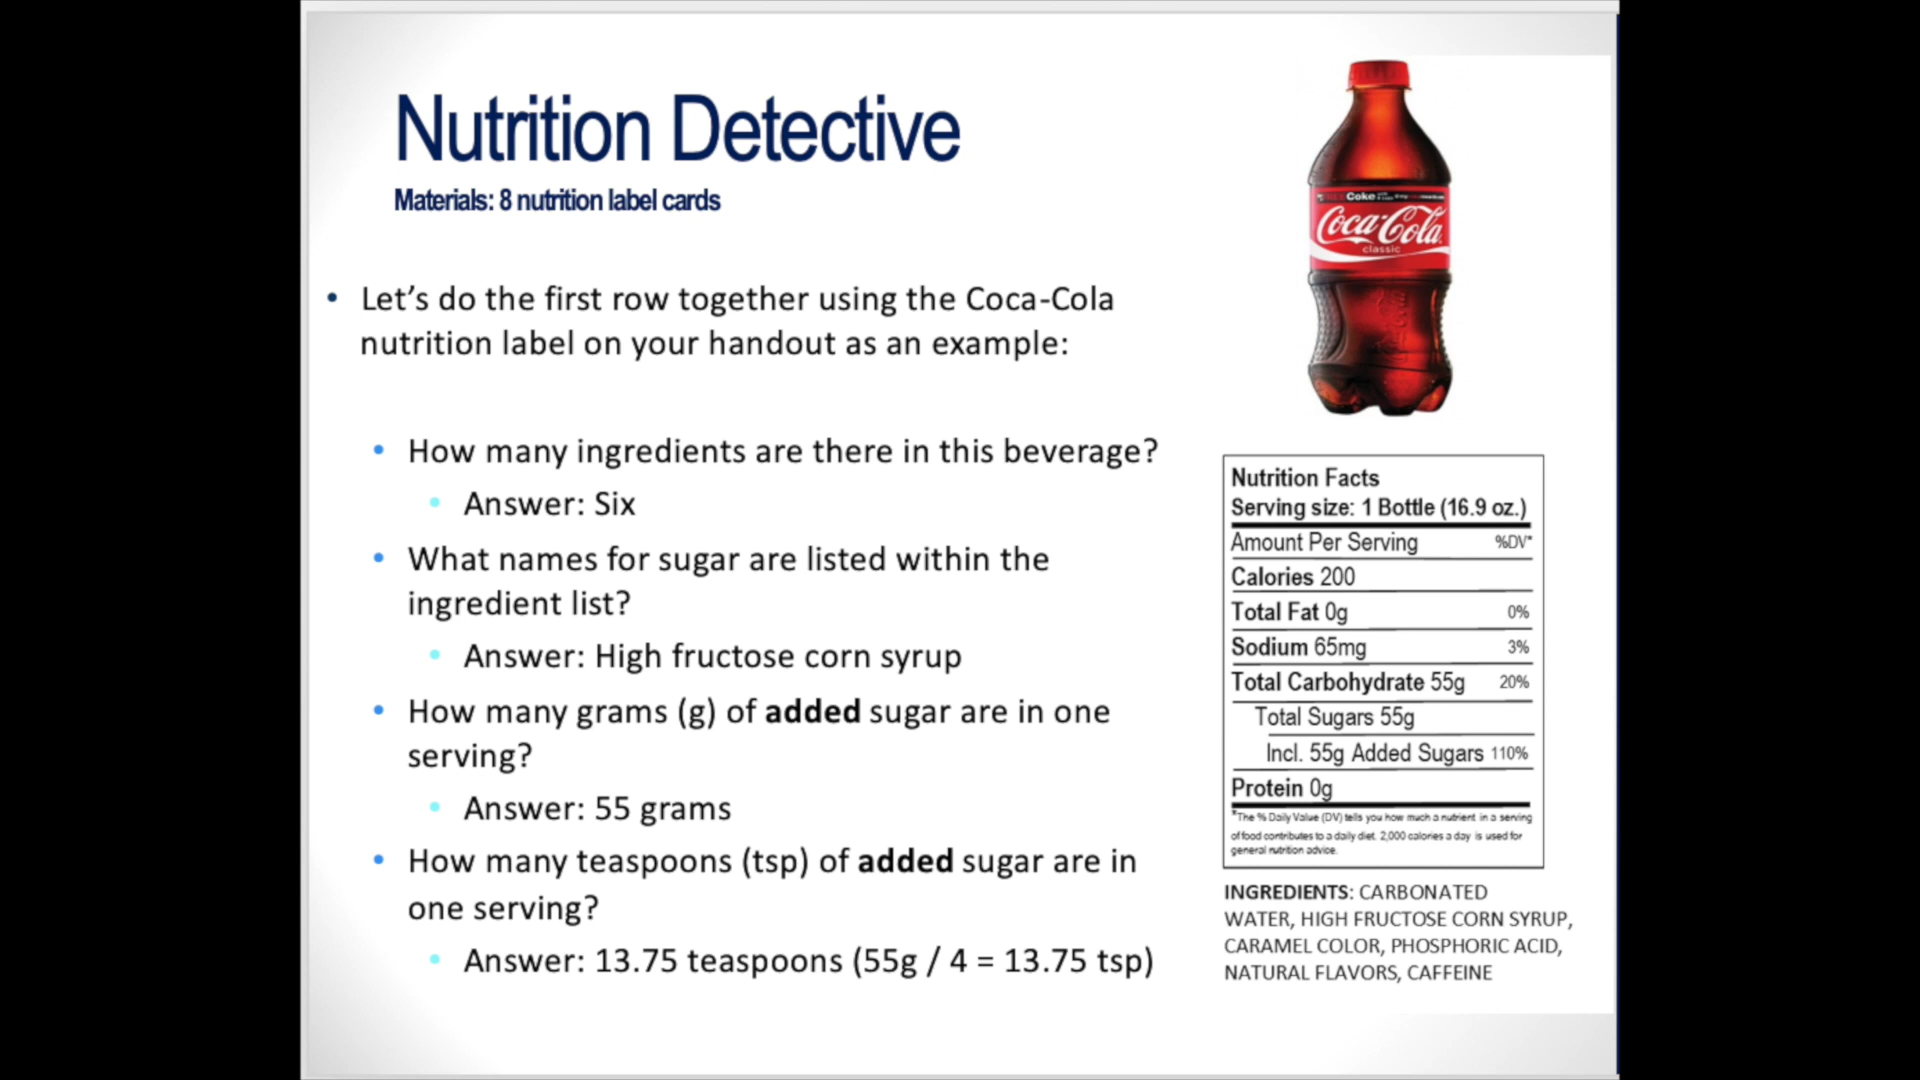 Nutrition Detective
Materials: 8 nutrition label cards
• Let’s do the first row together using the Coca-Cola
nutrition label on your handout as an example:
• How many ingredients are there in this beverage?
• Answer: Six
• What names for sugar are listed within the
ingredient list?
• Answer: High fructose corn syrup
• How many grams (g) of added sugar are in one
serving?
• Answer: 55 grams
• How many teaspoons (tsp) of added sugar are in
one serving?
• Answer: 13.75 teaspoons (55g / 4 = 13.75 tsp)
Coke
Coca-Cola
classic
Nutrition Facts
Serving size: 1 Bottle (16.9 oz.)
Amount Per Serving %DV*
Calories 200
Total Fat 0g 0%
Sodium 65mg 3%
Total Carbohydrate 55g 20%
Total Sugars 55g
Incl. 55g Added Sugars 110%
Protein 0g
*The % Daily Value (DV) tells you how much a nutrient in a serving
of food contributes to a daily diet. 2,000 calories a day is used for
general nutrition advice.
INGREDIENTS: CARBONATED
WATER, HIGH FRUCTOSE CORN SYRUP,
CARAMEL COLOR, PHOSPHORIC ACID,
NATURAL FLAVORS, CAFFEINE